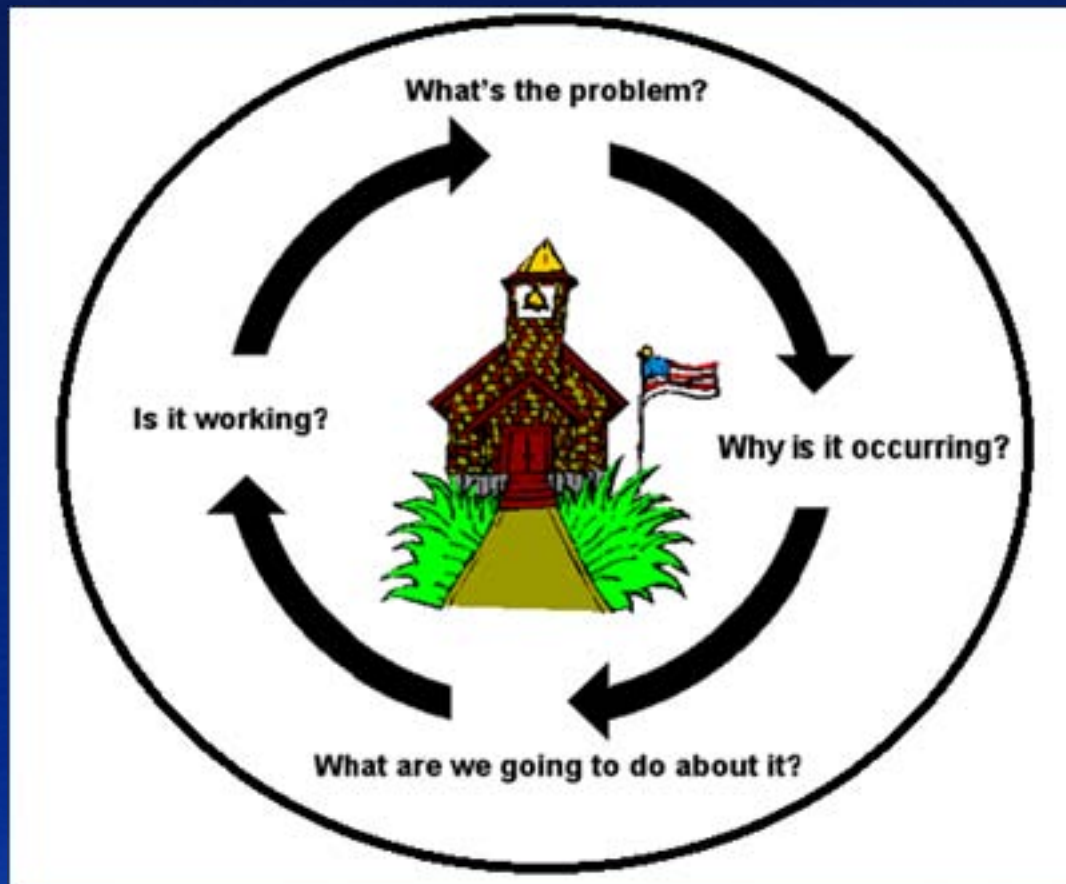 What's the problem?
Why is it occurring?
What are we going to do about it?
Is it working?